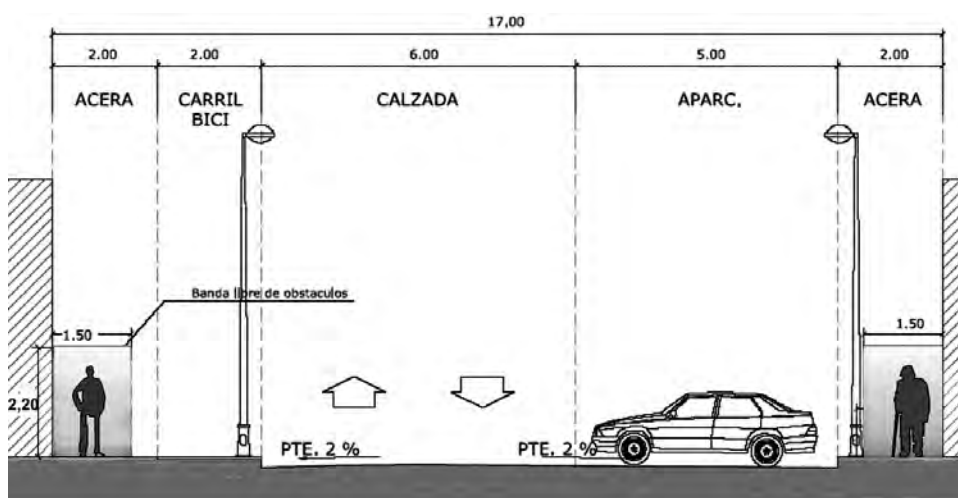 17,00
2.00 2.00 6.00 5.00 2.00
ACERA CARRIL CALZADA APARC. ACERA
BICI
Banda libre de obstaculos
1.50 1.50
2,20
PTE. 2 % PTE. 2 %